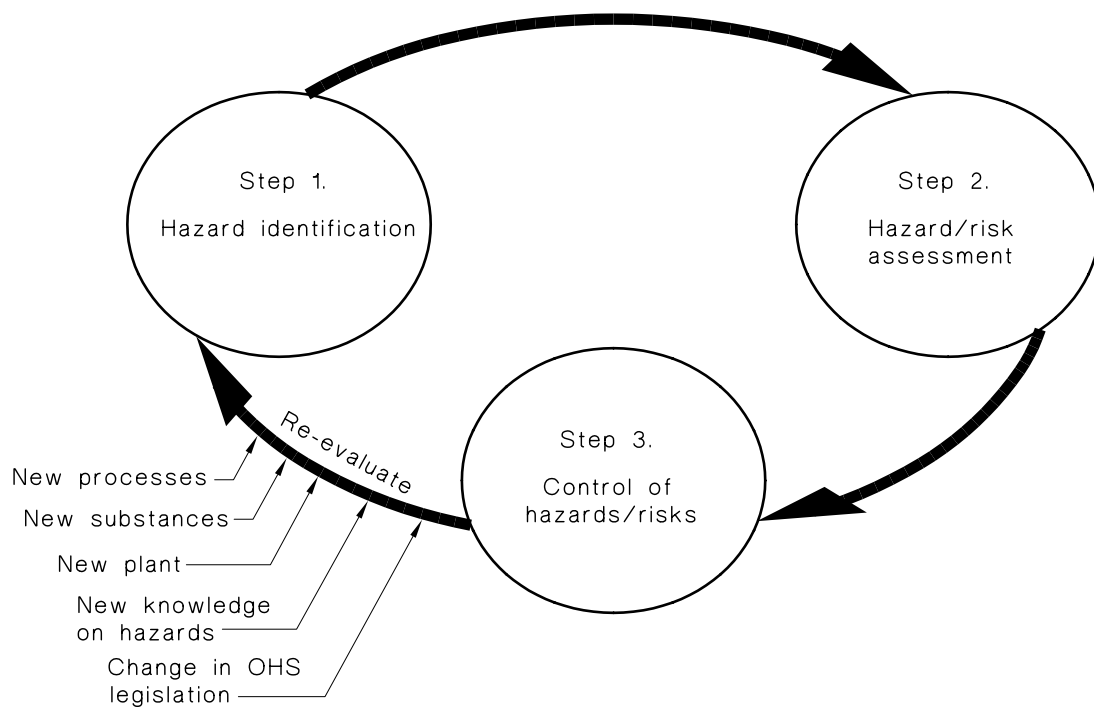 Step 1.
Hazard identification
Step 2.
Hazard/risk
assessment
Step 3.
Control of
hazards/risks
Re-evaluate
New processes
New substances
New plant
New knowledge
on hazards
Change in OHS
legislation